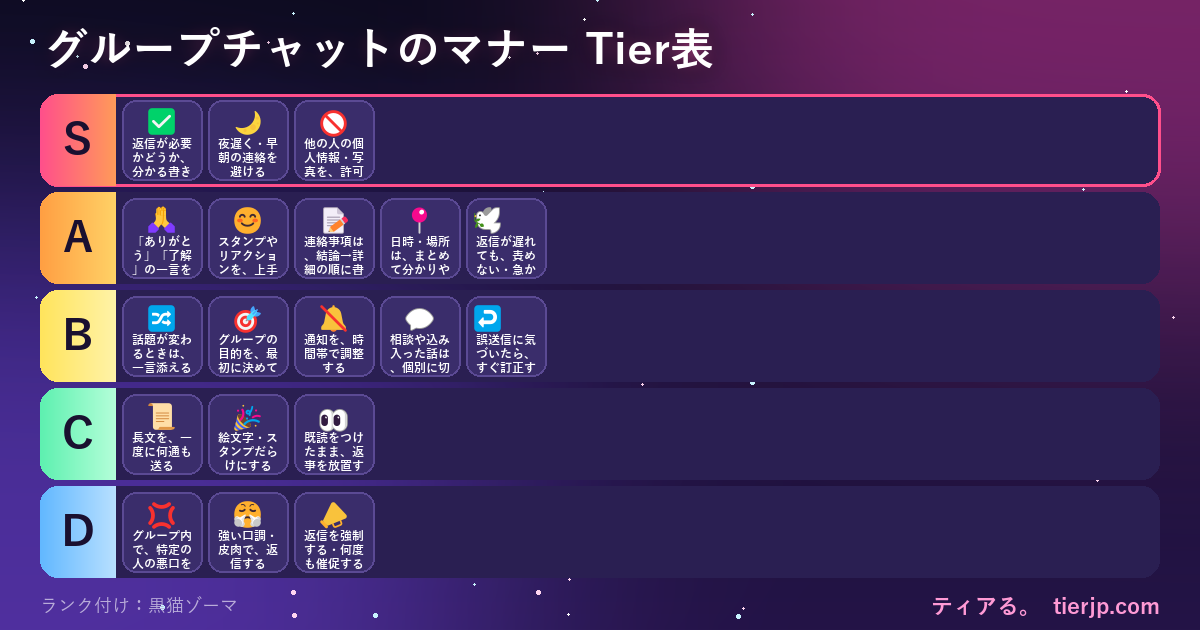 グループチャットのマナー Tier表
S
返信が必要
かどうか、
分かる書き
夜遅く・早
朝の連絡を
避ける
他の人の個
人情報・写
真を、許可
A
「ありがと
う」「了解
」の一言を
スタンプや
リアクショ
ンを、上手
連絡事項は
、結論→詳
細の順に書
日時・場所
は、まとめ
て分かりや
返信が遅れ
ても、責め
ない・急か
B
話題が変わ
るときは、
一言添える
グループの
目的を、最
初に決めて
通知を、時
間帯で調整
する
相談や込み
入った話は
、個別に切
誤送信に気
づいたら、
すぐ訂正す
C
長文を、一
度に何通も
送る
絵文字・ス
タンプだら
けにする
既読をつけ
たまま、返
事を放置す
D
グループ内
で、特定の
人の悪口を
強い口調・
皮肉で、返
信する
返信を強制
する・何度
も催促する
ランク付け：黒猫ゾーマ
ティアる。 tierjp.com